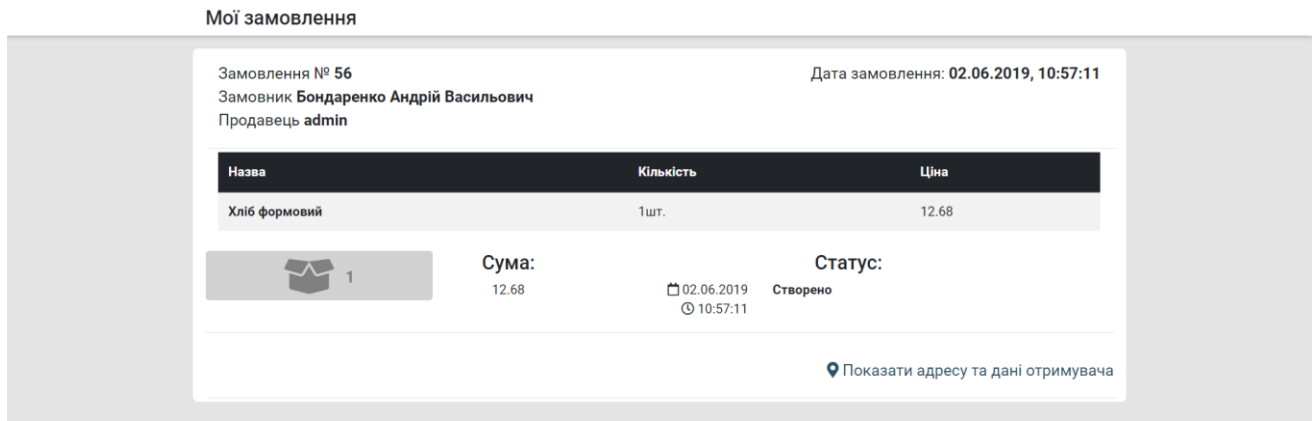 Мої замовлення
Замовлення № 56
Дата замовлення: 02.06.2019, 10:57:11
Замовник Бондаренко Андрій Васильович
Продавець admin
Назва Кількість Ціна
Хліб формовий 1шт. 12.68
1
Сума: Статус:
12.68 02.06.2019 Створено
10:57:11
Показати адресу та дані отримувача